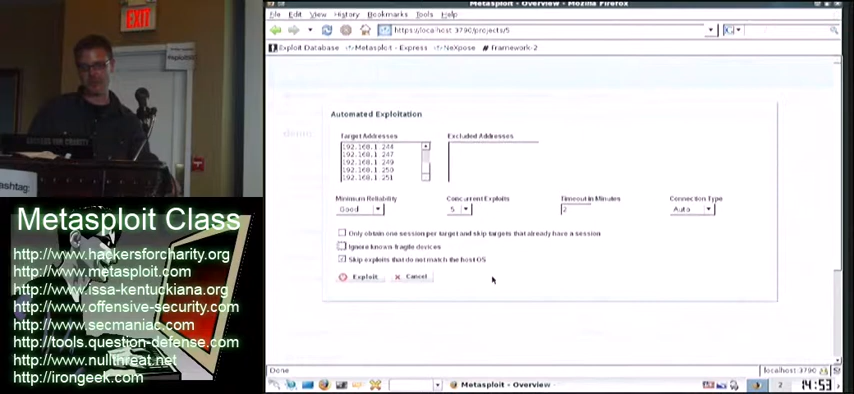 EXIT
hashtag:
Metasploit Class
http://www.hackersforcharity.org
http://www.metasploit.com
http://www.issa-kentuckiana.org
http://www.offensive-security.com
http://www.secmaniac.com
http://tools.question-defense.com
http://www.nullthreat.net
http://irongeek.com
Metasploit - Overview - Mozilla Firefox
File Edit View History Bookmarks Tools Help
https://localhost:3790/projects/5
Exploit Database Metasploit - Express NeXpose Framework-2
Automated Exploitation
Target Addresses Excluded Addresses
192.168.1.244
192.168.1.247
192.168.1.249
192.168.1.250
192.168.1.251
Minimum Reliability Concurrent Exploits Timeout in Minutes Connection Type
Good 5 2 Auto
Only obtain one session per target and skip targets that already have a session
Ignore known fragile devices
Skip exploits that do not match the host OS
Exploit Cancel
Done localhost:3790
Metasploit - Overview - 2 14:53